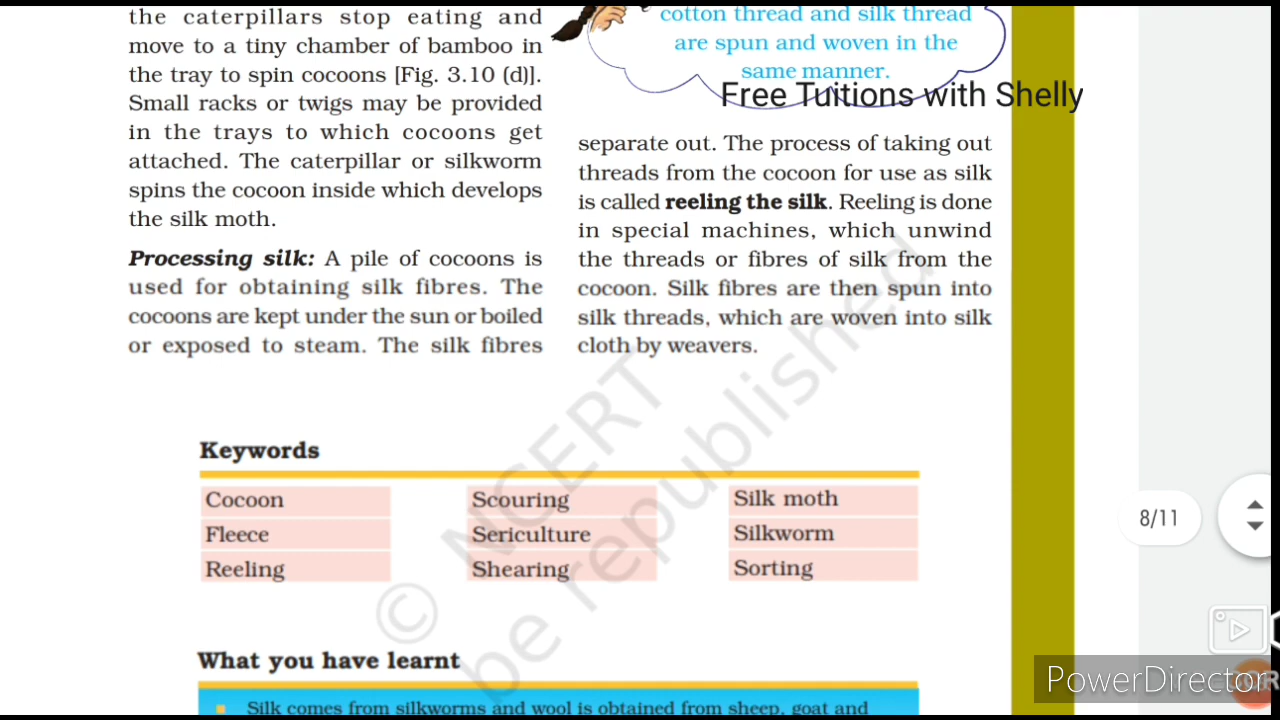 the caterpillars stop eating and
move to a tiny chamber of bamboo in
the tray to spin cocoons [Fig. 3.10 (d)].
Small racks or twigs may be provided
in the trays to which cocoons get
attached. The caterpillar or silkworm
spins the cocoon inside which develops
the silk moth.
Processing silk: A pile of cocoons is
used for obtaining silk fibres. The
cocoons are kept under the sun or boiled
or exposed to steam. The silk fibres
cotton thread and silk thread
are spun and woven in the
same manner.
Free Tuitions with Shelly
separate out. The process of taking out
threads from the cocoon for use as silk
is called reeling the silk. Reeling is done
in special machines, which unwind
the threads or fibres of silk from the
cocoon. Silk fibres are then spun into
silk threads, which are woven into silk
cloth by weavers.
© NCERT
be republished
Keywords
Cocoon
Fleece
Reeling
Scouring
Sericulture
Shearing
Silk moth
Silkworm
Sorting
8/11
What you have learnt
Silk comes from silkworms and wool is obtained from sheep, goat and
PowerDirector